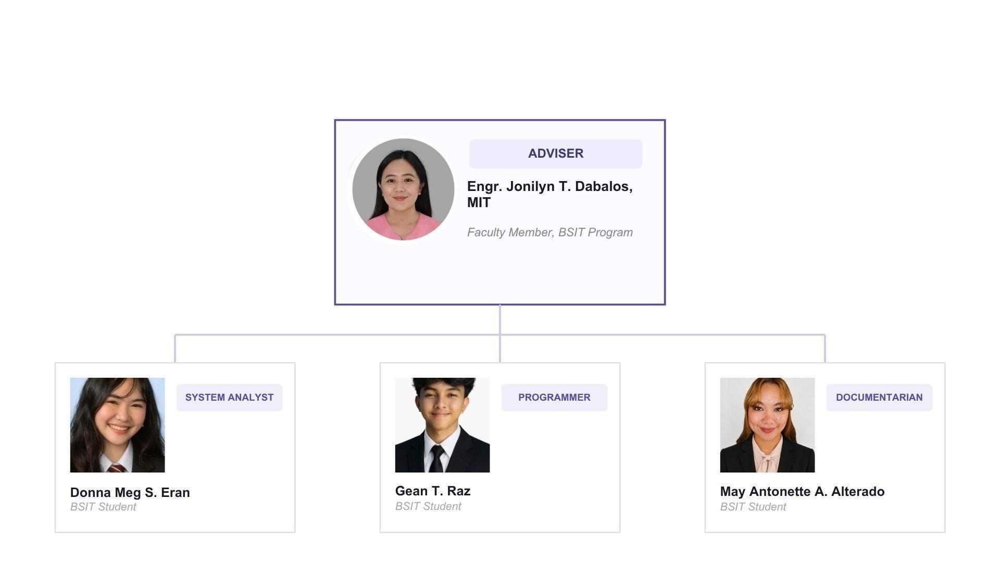 ADVISER
Engr. Jonilyn T. Dabalos,
MIT
Faculty Member, BSIT Program
SYSTEM ANALYST
Donna Meg S. Eran
BSIT Student
PROGRAMMER
Gean T. Raz
BSIT Student
DOCUMENTARIAN
May Antonette A. Alterado
BSIT Student